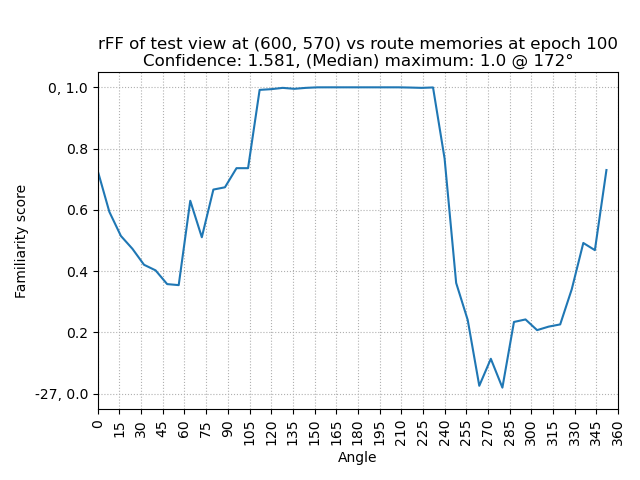 rFF of test view at (600, 570) vs route memories at epoch 100
Confidence: 1.581, (Median) maximum: 1.0 @ 172°
0, 1.0
0.8
0.6
0.4
0.2
-27, 0.0
Familiarity score
0 15 30 45 60 75 90 105 120 135 150 165 180 195 210 225 240 255 270 285 300 315 330 345 360
Angle